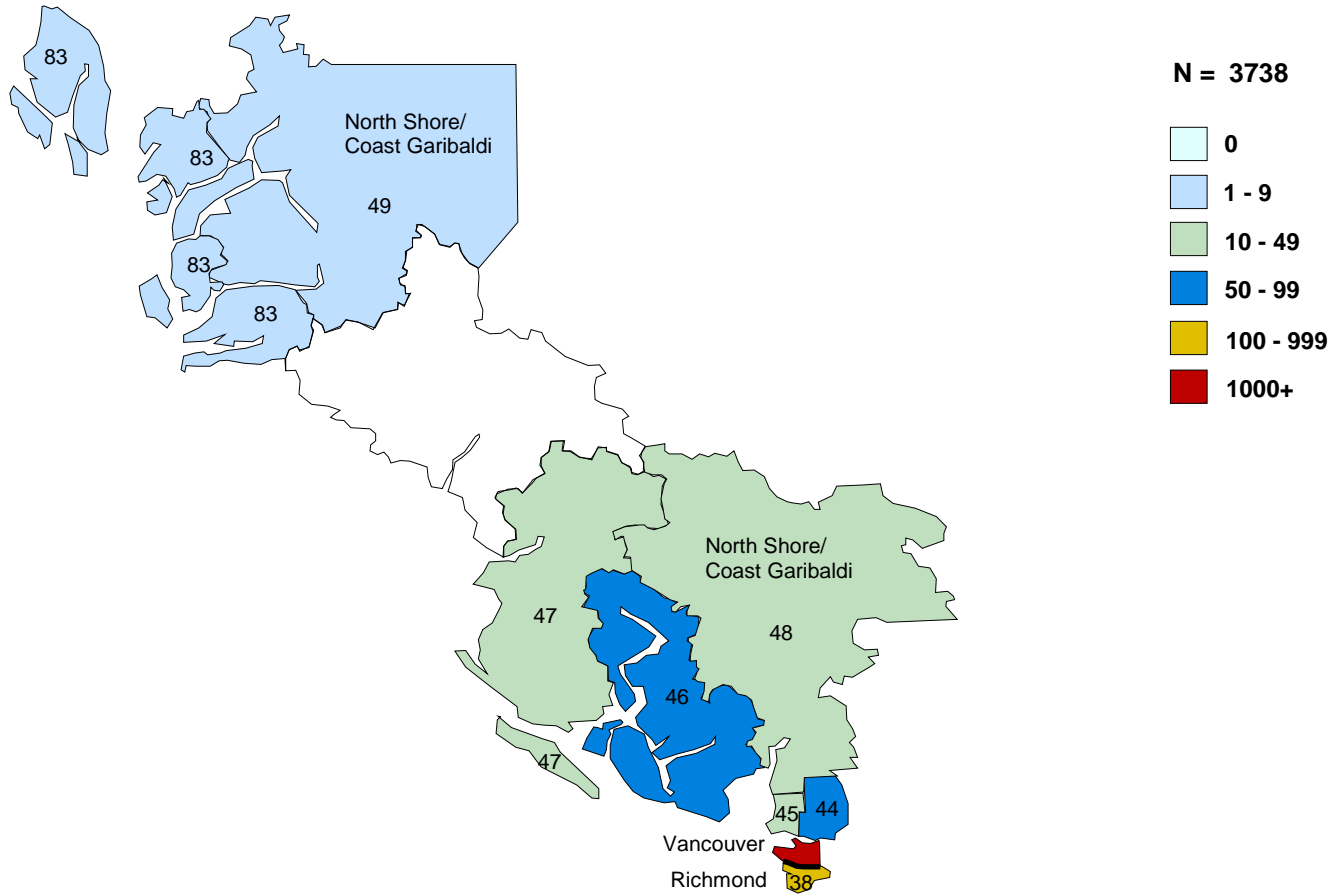 83
North Shore/
Coast Garibaldi
83
49
83
83
N = 3738
0
1 - 9
10 - 49
50 - 99
100 - 999
1000+
North Shore/
Coast Garibaldi
47
48
46
47
45
44
Vancouver
Richmond
38